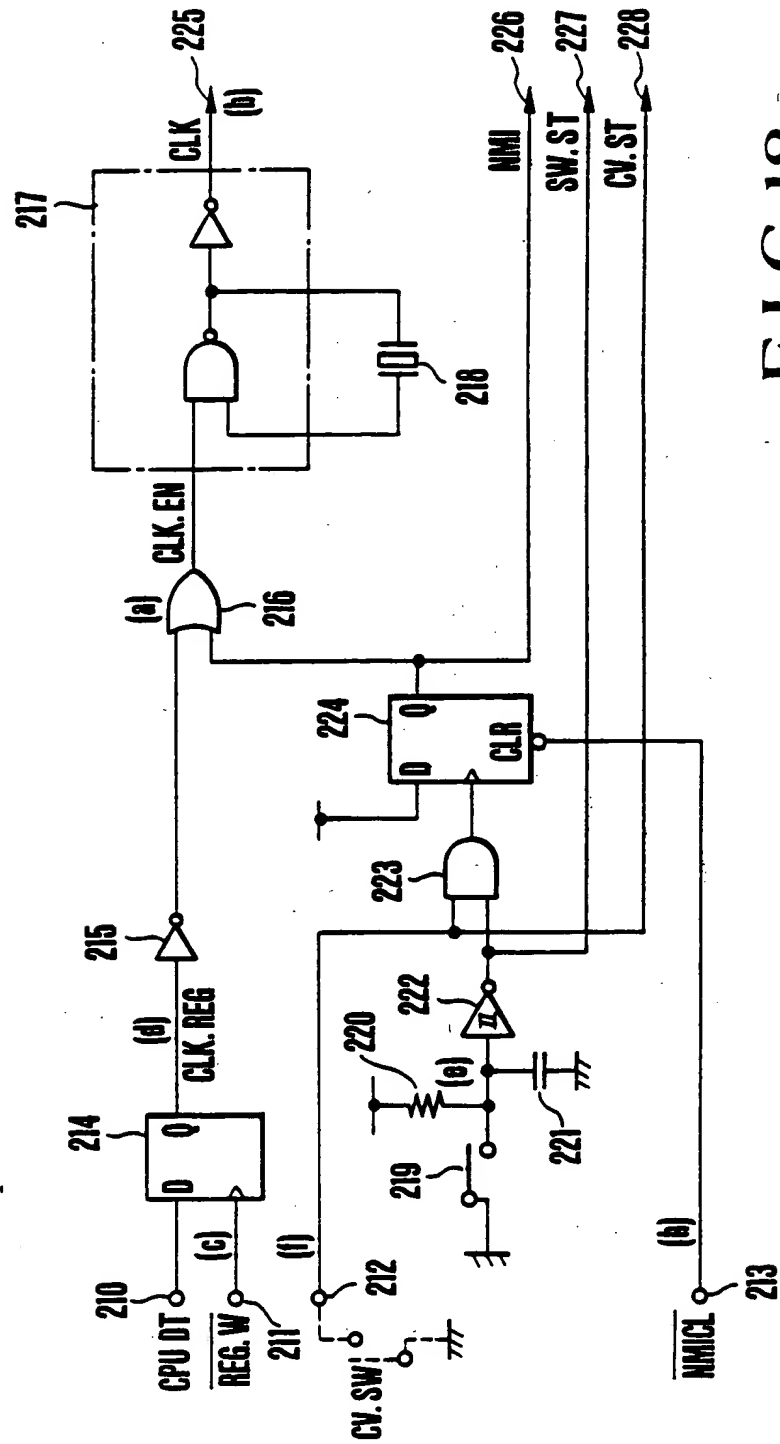 CPU DT
210
REG. W
211
(c)
D
Q
214
(d)
CLK. REG
215
(a)
216
CLK. EN
217
218
CLK
225
(b)
CV. SW
212
(f)
219
220
(e)
221
222
223
D
Q
CLR
224
NMI
226
SW. ST
227
CV. ST
228
NMICL
213
(h)